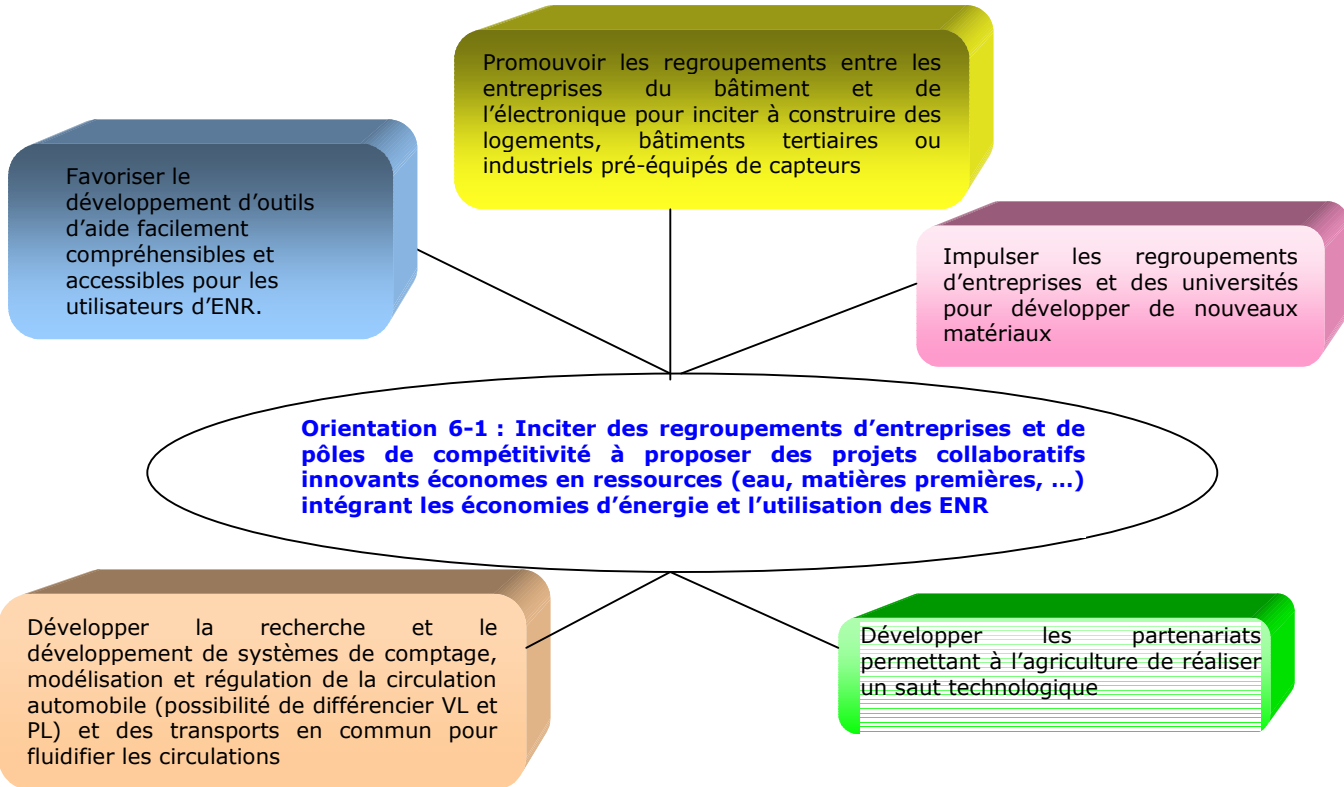 Promouvoir les regroupements entre les
entreprises du bâtiment et de
l’électronique pour inciter à construire des
logements, bâtiments tertiaires ou
industriels pré-équipés de capteurs
Favoriser le
développement d’outils
d’aide facilement
compréhensibles et
accessibles pour les
utilisateurs d’ENR.
Impulser les regroupements
d’entreprises et des universités
pour développer de nouveaux
matériaux
Orientation 6-1 : Inciter des regroupements d’entreprises et de
pôles de compétitivité à proposer des projets collaboratifs
innovants économes en ressources (eau, matières premières, …)
intégrant les économies d’énergie et l’utilisation des ENR
Développer la recherche et le
développement de systèmes de comptage,
modélisation et régulation de la circulation
automobile (possibilité de différencier VL et
PL) et des transports en commun pour
fluidifier les circulations
Développer les partenariats
permettant à l’agriculture de réaliser
un saut technologique